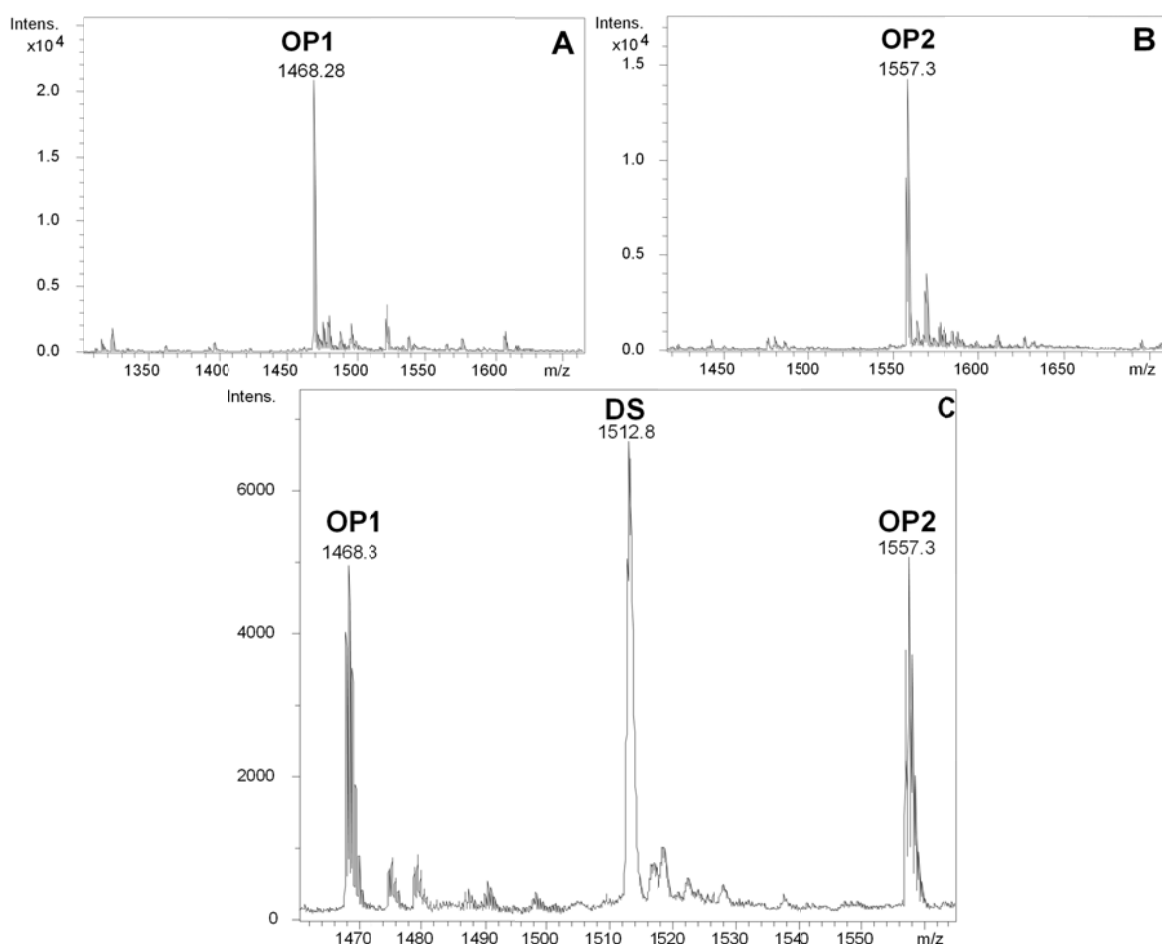 Intens.
x10⁴
OP1
1468.28
A
2.0
1.5
1.0
0.5
0.0
1350 1400 1450 1500 1550 1600 m/z
Intens.
x10⁴
OP2
1557.3
B
1.5
1.0
0.5
0.0
1450 1500 1550 1600 1650 m/z
Intens.
DS
1512.8
C
OP1
1468.3
OP2
1557.3
6000
4000
2000
0
1470 1480 1490 1500 1510 1520 1530 1540 1550 m/z